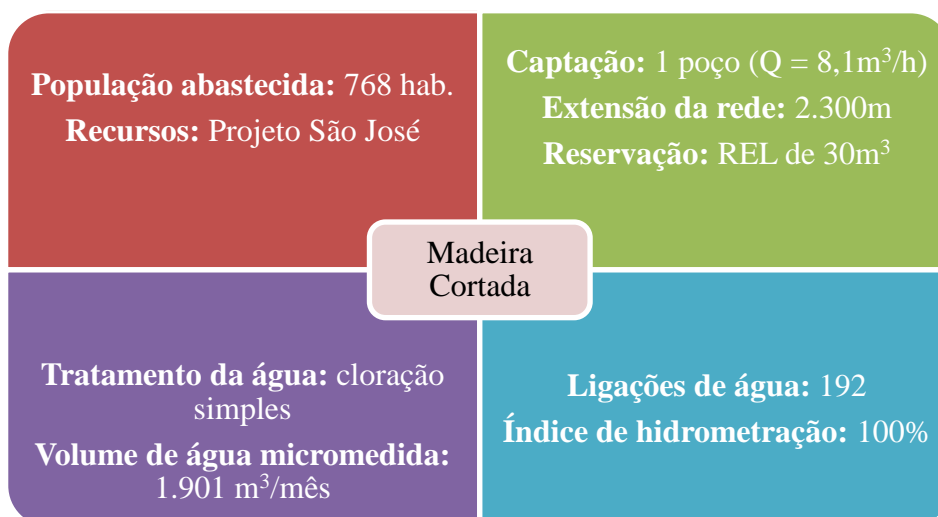 População abastecida: 768 hab.
Recursos: Projeto São José
Captação: 1 poço (Q = 8,1m³/h)
Extensão da rede: 2.300m
Reservação: REL de 30m³
Madeira
Cortada
Tratamento da água: cloração
simples
Volume de água micromedida:
1.901 m³/mês
Ligações de água: 192
Índice de hidrometração: 100%